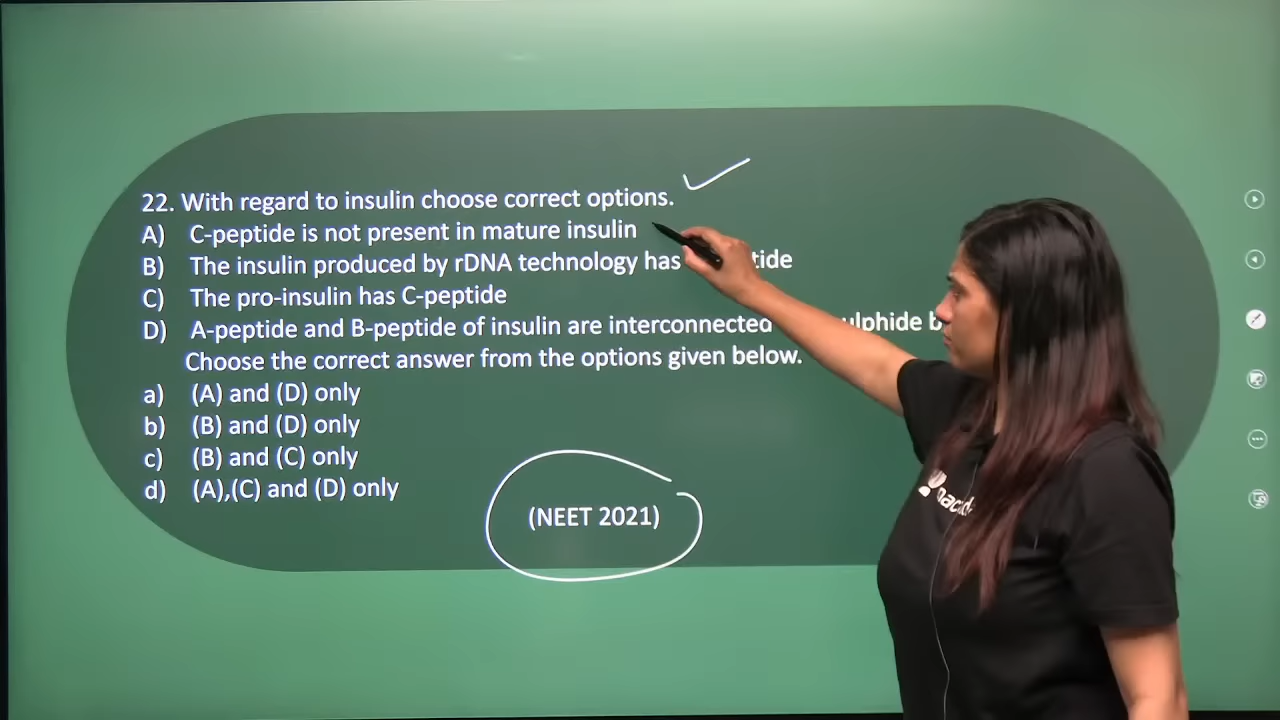 22. With regard to insulin choose correct options.
A) C-peptide is not present in mature insulin
B) The insulin produced by rDNA technology has
C) The pro-insulin has C-peptide
D) A-peptide and B-peptide of insulin are interconnected
Choose the correct answer from the options given below.
a) (A) and (D) only
b) (B) and (D) only
c) (B) and (C) only
d) (A),(C) and (D) only
(NEET 2021)